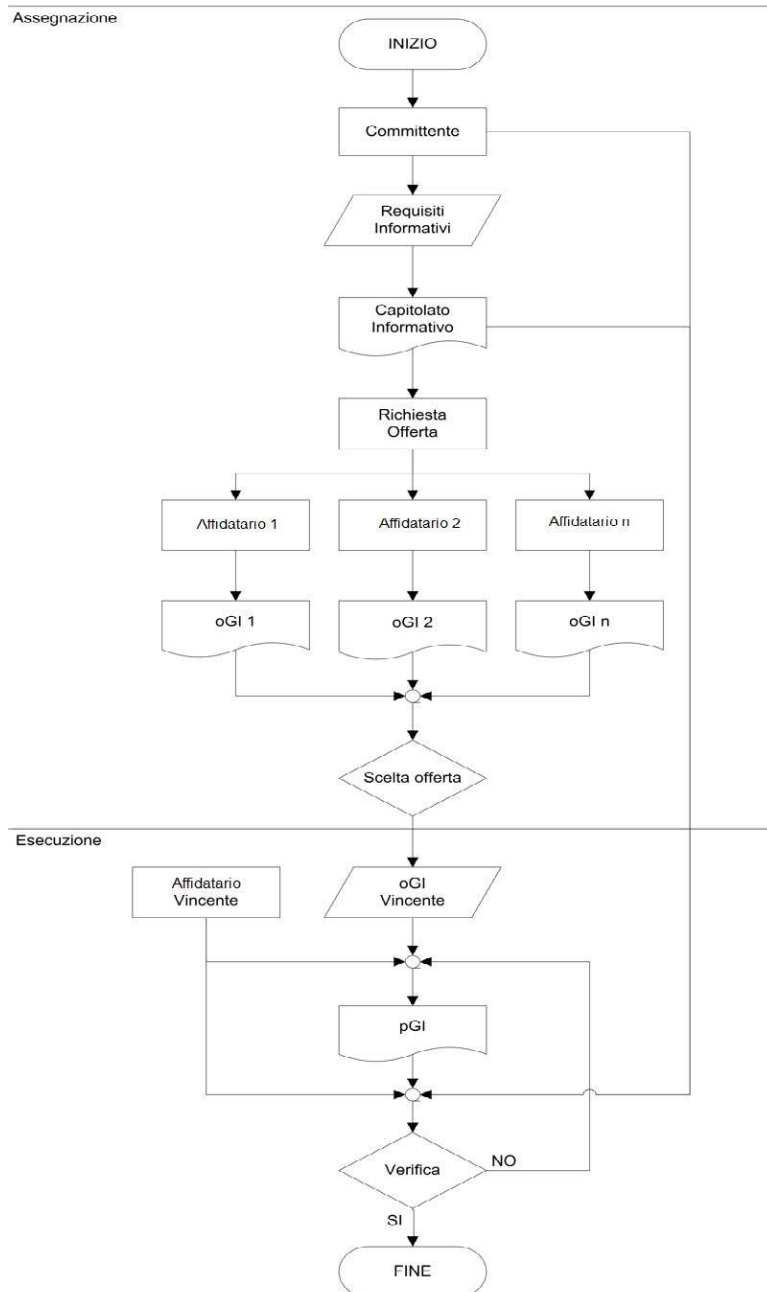 Assegnazione
INIZIO
Committente
Requisiti
Informativi
Capitolato
Informativo
Richiesta
Offerta
Affidatario 1
Affidatario 2
Affidatario n
oGI 1
oGI 2
oGI n
Scelta offerta
Esecuzione
Affidatario
Vincente
oGI
Vincente
pGI
Verifica
NO
SI
FINE